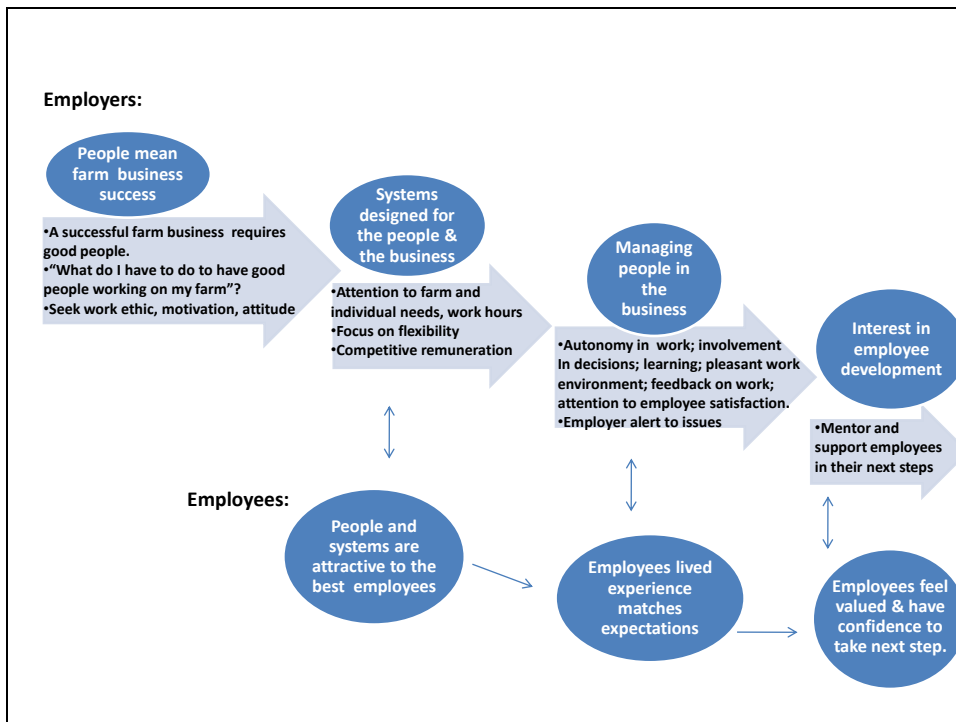 Employers:
People mean
farm  business
success
•A successful farm business  requires
good people.
•“What do I have to do to have good
people working on my farm”?
•Seek work ethic, motivation, attitude
Systems
designed for
the people &
the business
•Attention to farm and
individual needs, work hours
•Focus on flexibility
•Competitive remuneration
Managing
people in
the
business
•Autonomy in  work; involvement
In decisions; learning; pleasant work
environment; feedback on work;
attention to employee satisfaction.
•Employer alert to issues
Interest in
employee
development
•Mentor and
support employees
in their next steps
Employees:
People and
systems are
attractive to the
best  employees
Employees lived
experience
matches
expectations
Employees feel
valued & have
confidence to
take next step.